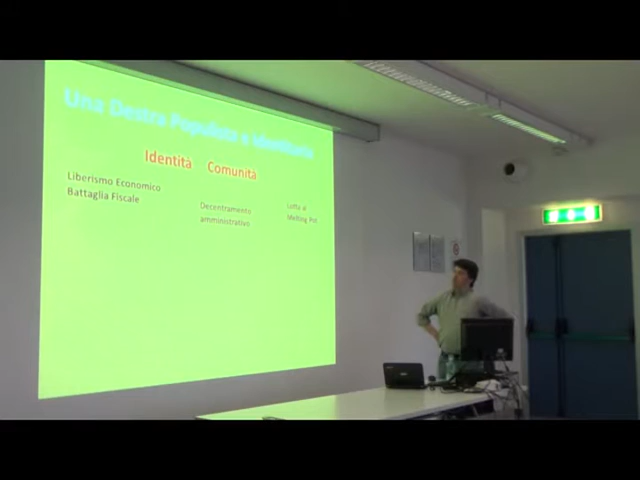 Una Destra Populista e Identitaria
Identità Comunità
Liberismo Economico
Battaglia Fiscale
Decentramento
amministrativo
Lotta al
Melting Pot